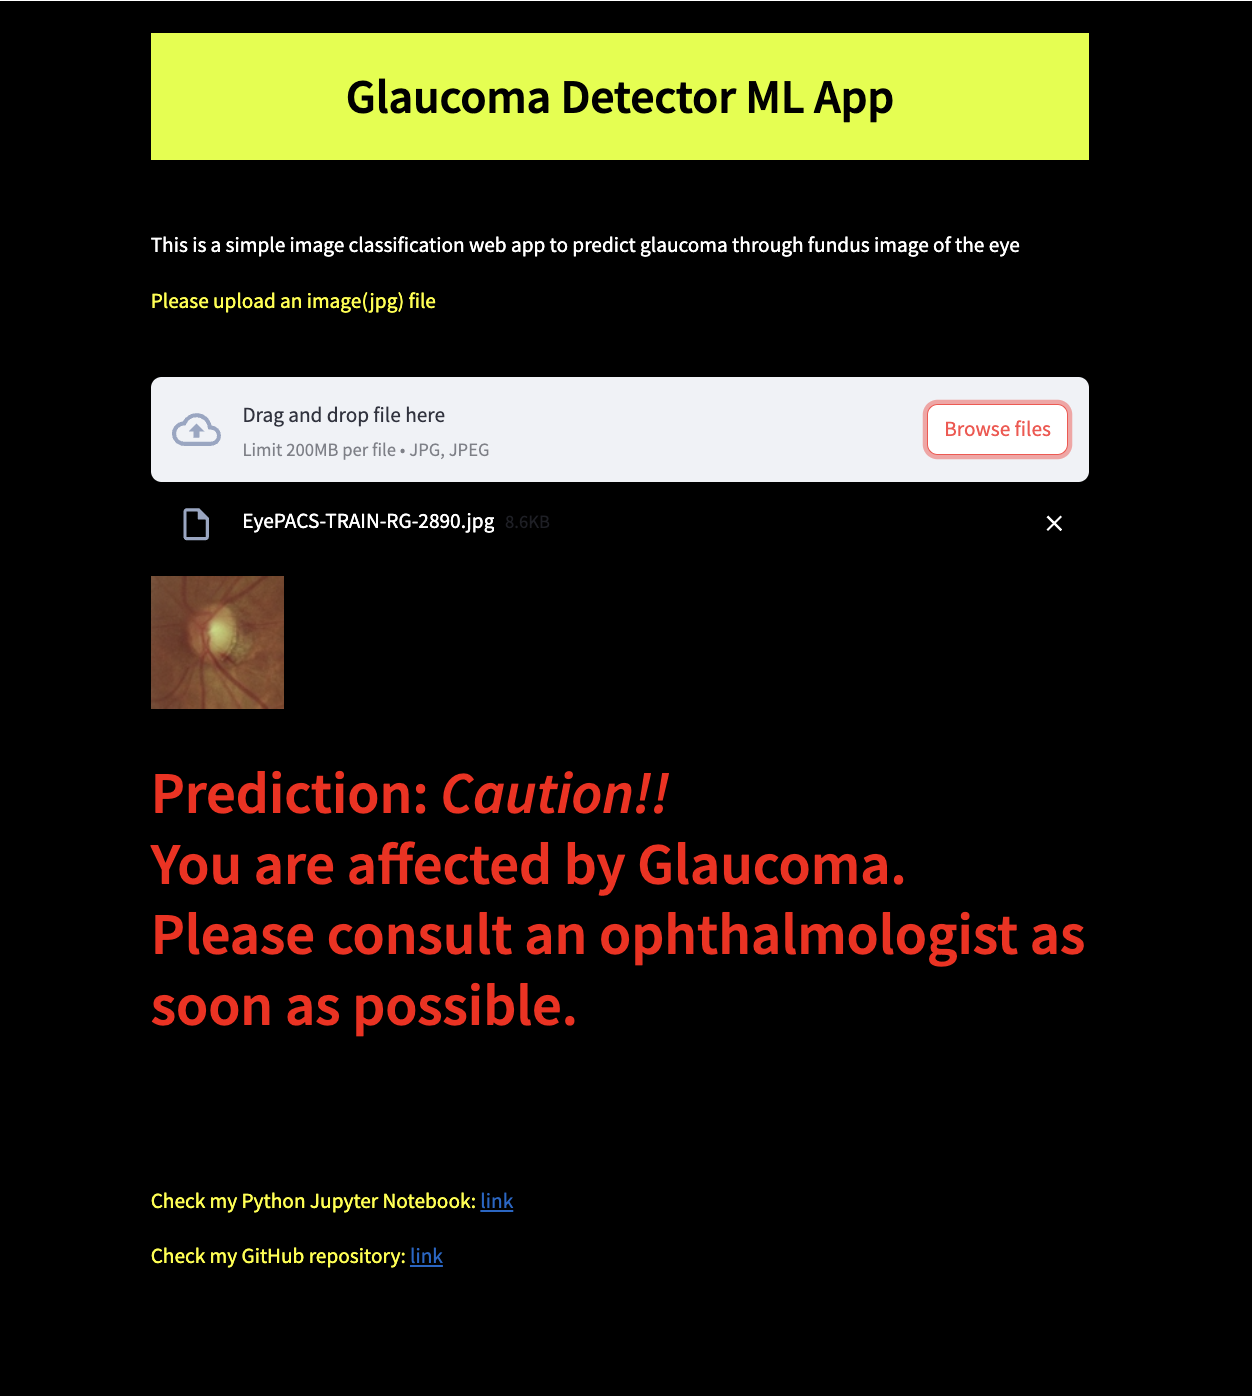 Glaucoma Detector ML App
This is a simple image classification web app to predict glaucoma through fundus image of the eye
Please upload an image(jpg) file
Drag and drop file here
Limit 200MB per file • JPG, JPEG
Browse files
EyePACS-TRAIN-RG-2890.jpg 8.6KB
Prediction: Caution!!
You are affected by Glaucoma.
Please consult an ophthalmologist as
soon as possible.
Check my Python Jupyter Notebook: link
Check my GitHub repository: link